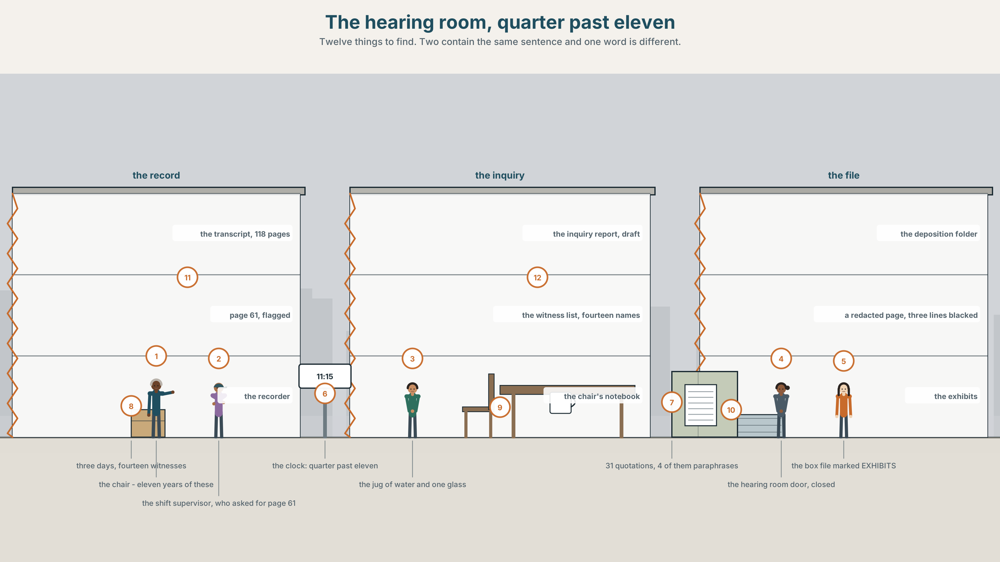 The hearing room, quarter past eleven
Twelve things to find. Two contain the same sentence and one word is different.
the record
the inquiry
the file
the transcript, 118 pages
the inquiry report, draft
the deposition folder
11
12
page 61, flagged
the witness list, fourteen names
a redacted page, three lines blacked
1
2
3
4
5
11:15
6
the recorder
the chair's notebook
the exhibits
7
8
9
10
three days, fourteen witnesses
the clock: quarter past eleven
31 quotations, 4 of them paraphrases
the box file marked EXHIBITS
the chair - eleven years of these
the jug of water and one glass
the hearing room door, closed
the shift supervisor, who asked for page 61